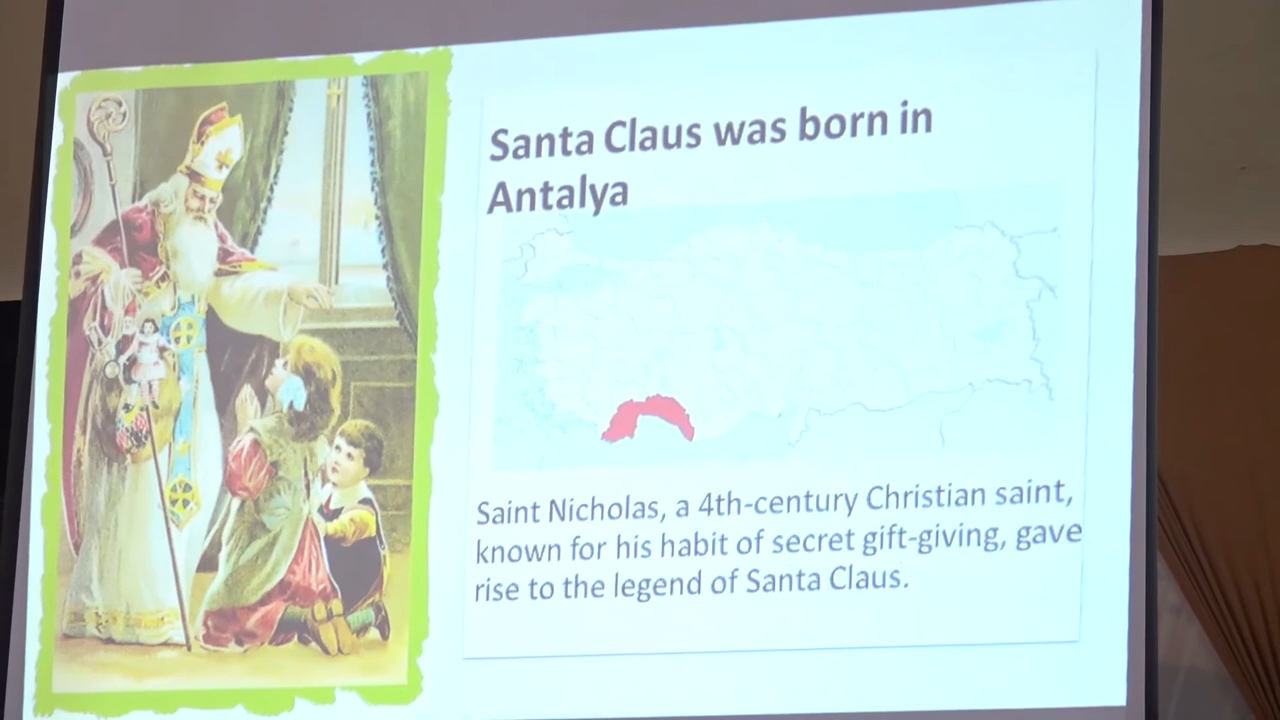 Santa Claus was born in
Antalya
Saint Nicholas, a 4th-century Christian saint,
known for his habit of secret gift-giving, gave
rise to the legend of Santa Claus.